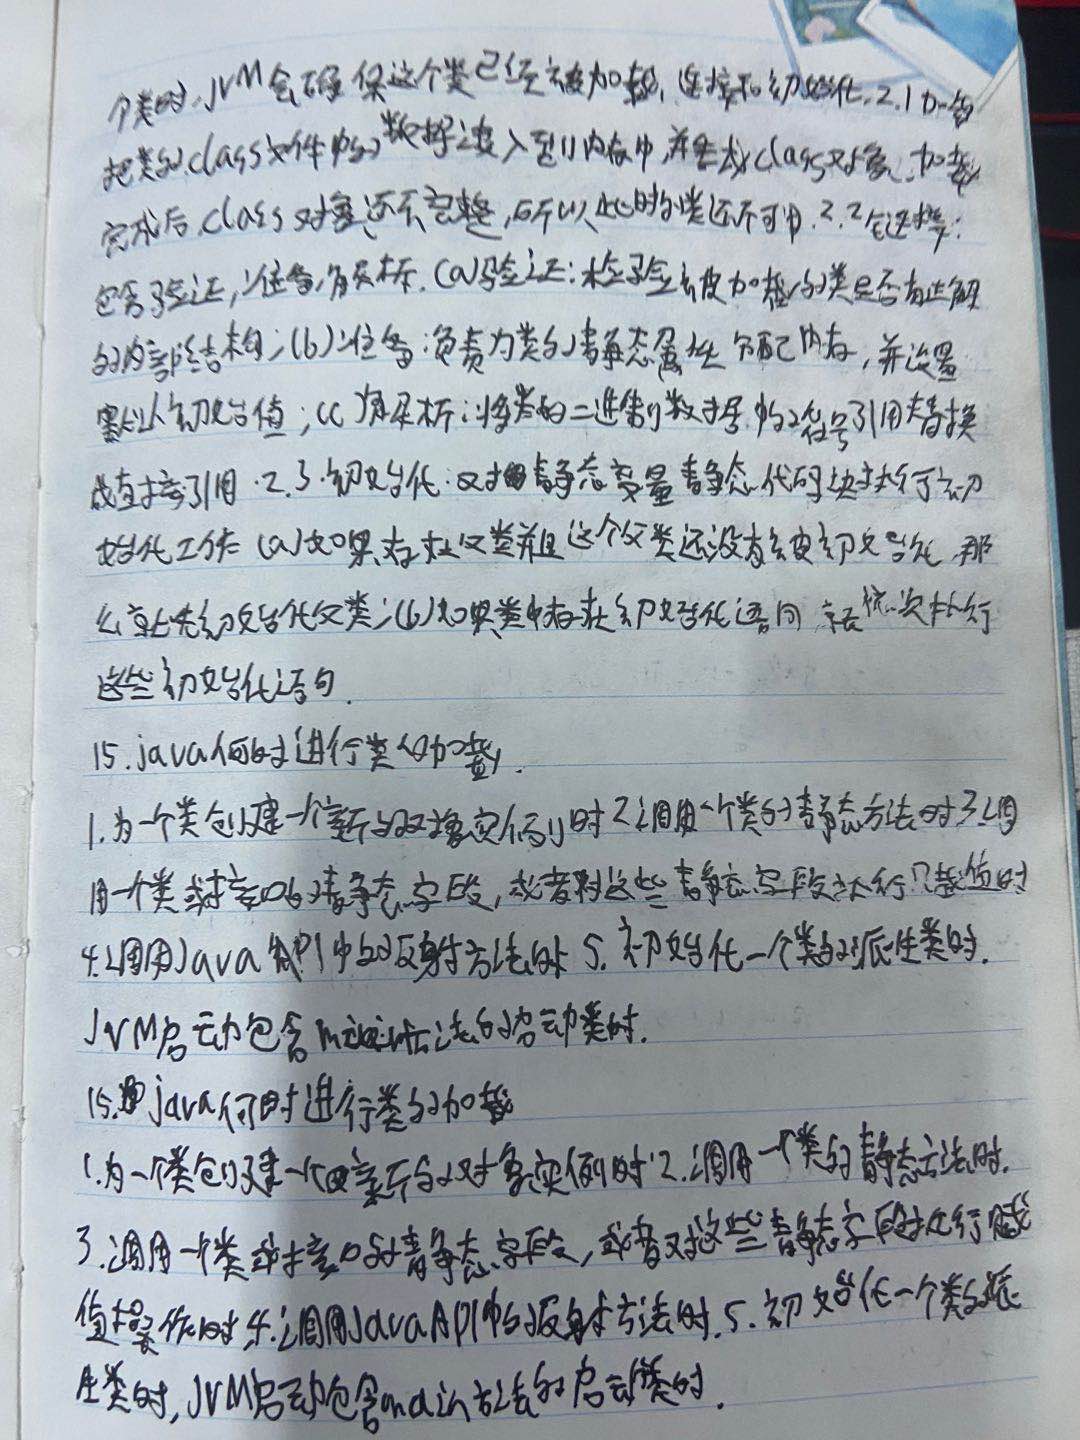 个类时,JVM会确保这个类已经被加载,连接和初始化.2.1加载
把类的.class文件中的数据读入到内存中,并生成class对象,加载
完成后,class对象还不完整,所以此时的类还不可用.2.2连接:
包含验证,准备,解析.(a)验证:检验被加载的类是否有正确
的内部结构;(b)准备:负责为类的静态属性分配内存,并设置
默认初始值;(c)解析:将类的二进制数据中的符号引用替换
成直接引用.2.3.初始化:对静态变量静态代码块执行初
始化工作 (a)如果存在父类并且这个父类还没有被初始化,那
么就先初始化父类;(b)如果类中存在初始化语句,就依次执行
这些初始化语句.
15.java何时进行类的加载.
1.为一个类创建一个新的对象实例时2.调用一个类的静态方法时3.调
用一个类或接口的静态字段,或者对这些静态字段执行赋值时
4.调用Java API中的反射方法时 5.初始化一个类的派生类时.
JVM启动包含main方法的启动类时.
15.java何时进行类的加载
1.为一个类创建一个新的对象实例时2.调用一个类的静态方法时.
3.调用一个类或接口的静态字段,或者对这些静态字段执行赋
值操作时4.调用JavaAPI中的反射方法时.5.初始化一个类的派
生类时,JVM启动包含main方法的启动类时.